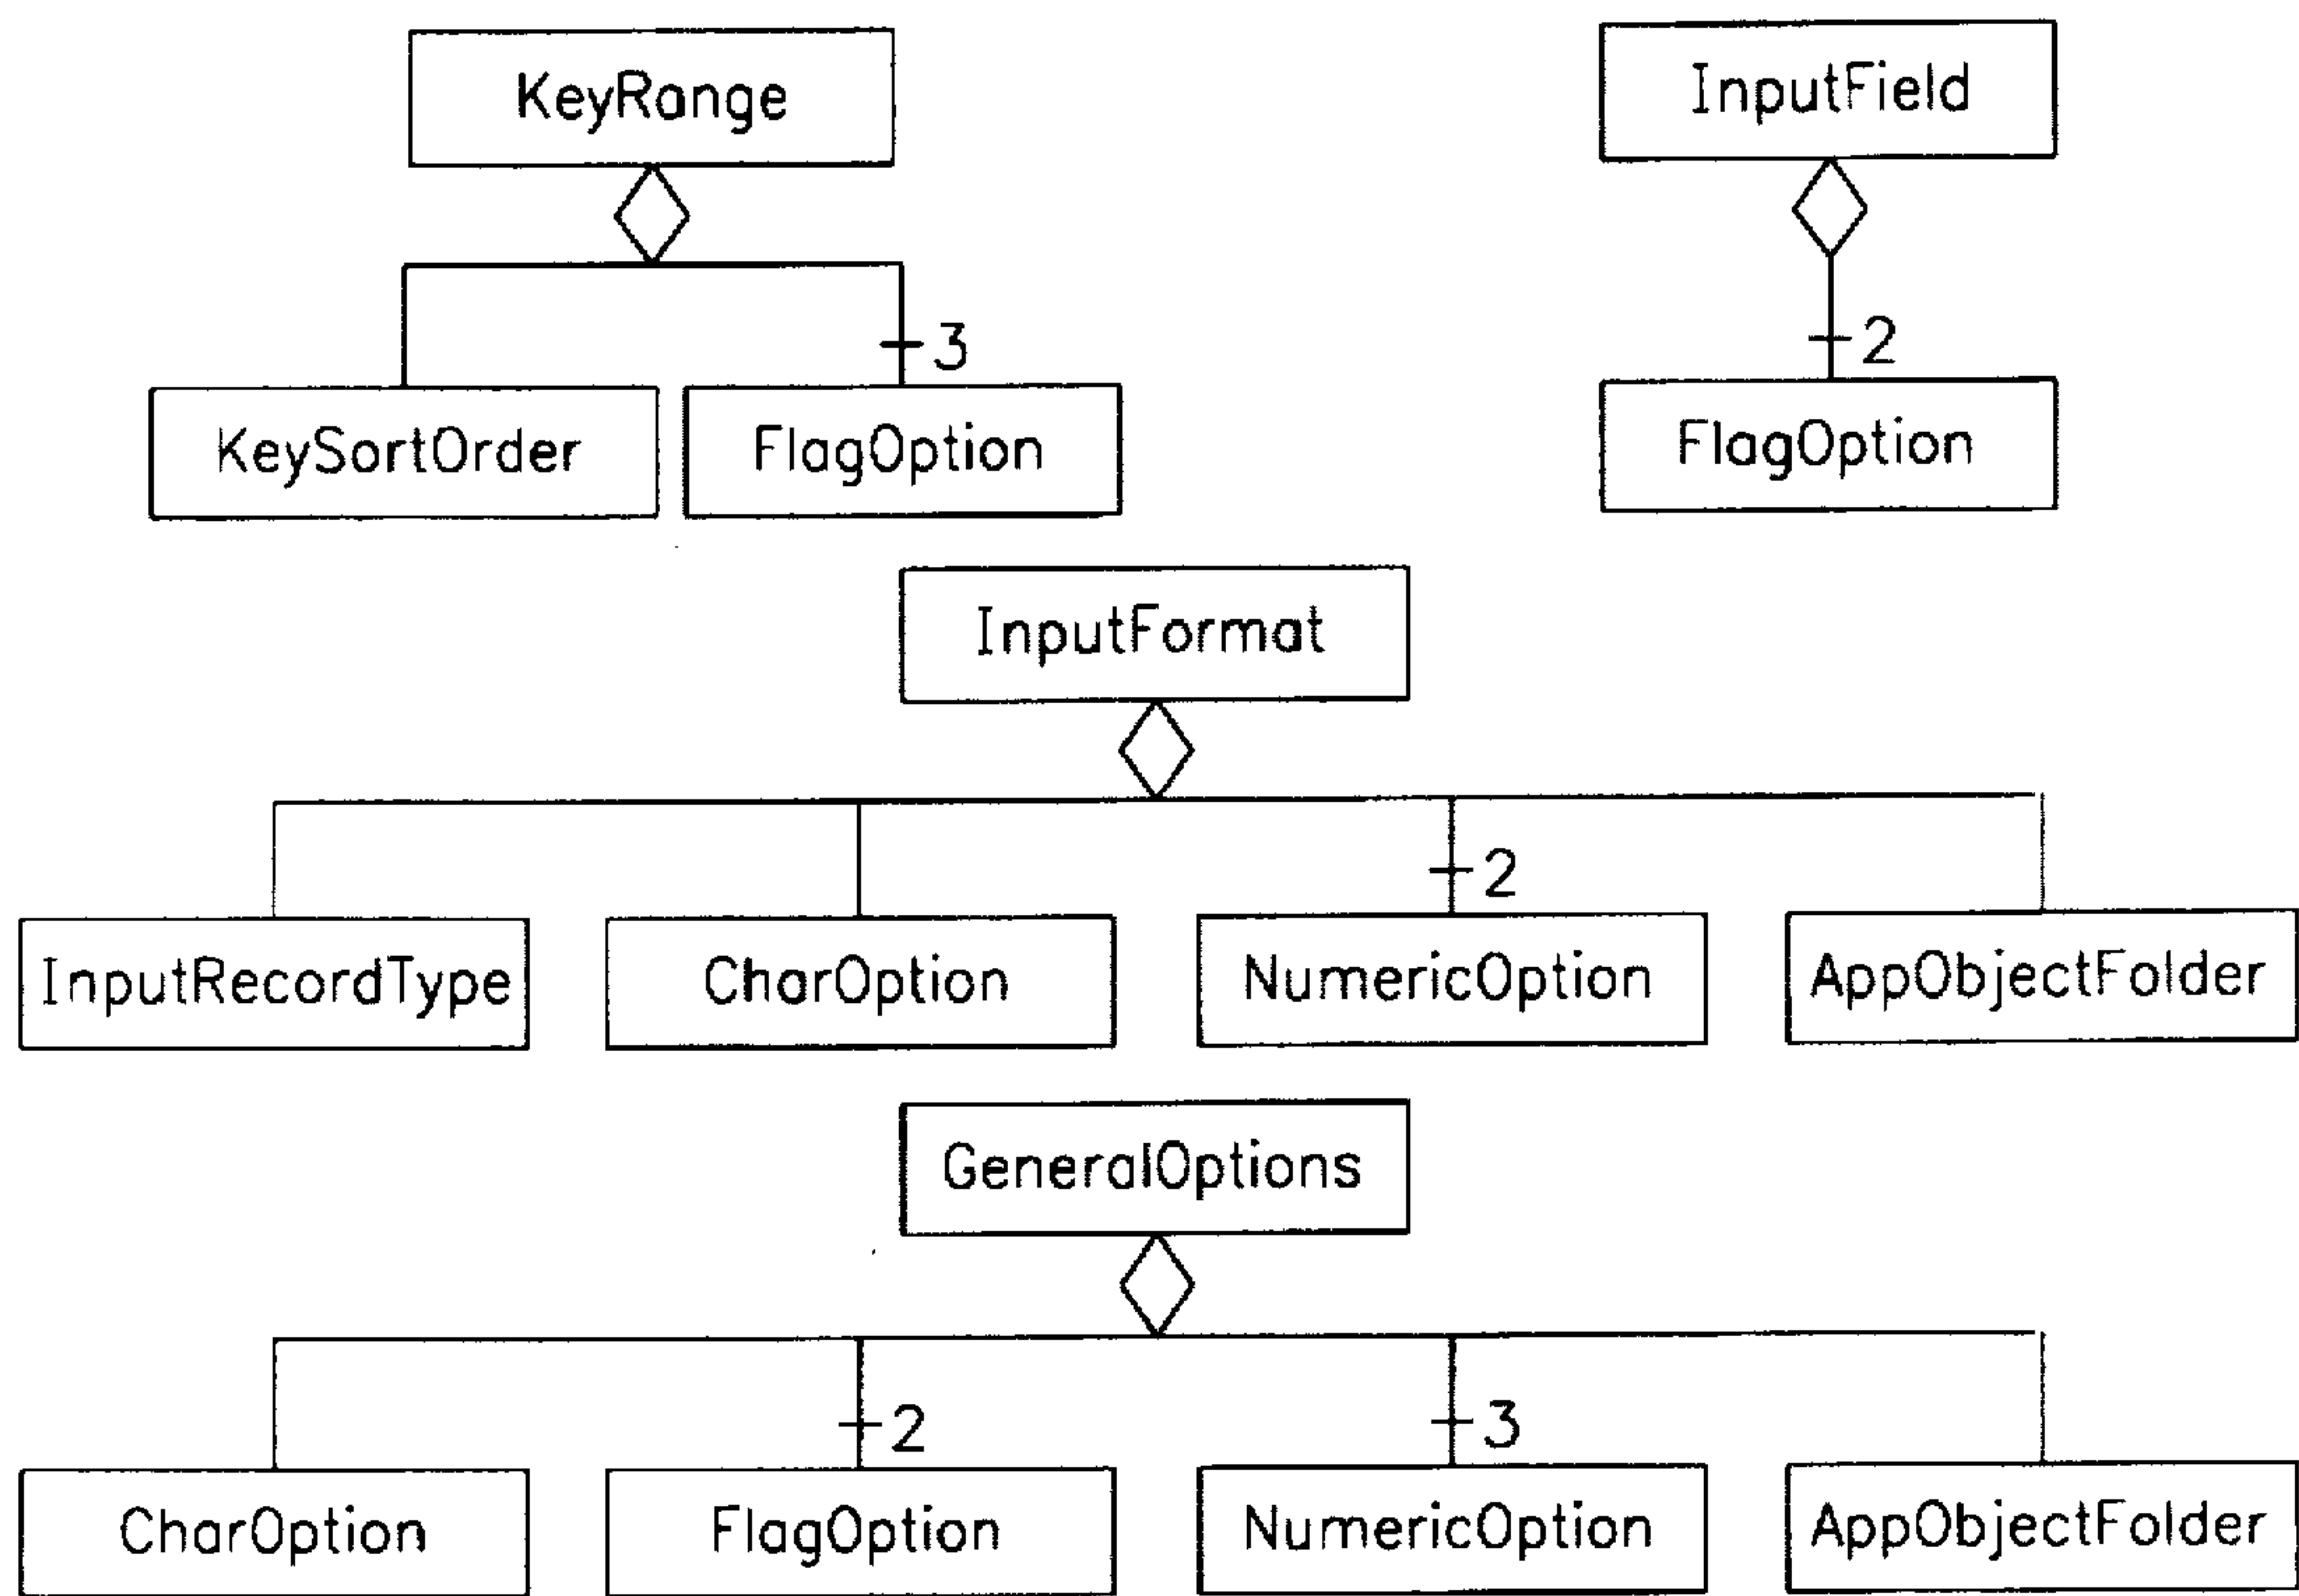 KeyRange
InputField
3
2
KeySortOrder
FlagOption
FlagOption
InputFormat
2
InputRecordType
CharOption
NumericOption
AppObjectFolder
GeneralOptions
2
3
CharOption
FlagOption
NumericOption
AppObjectFolder